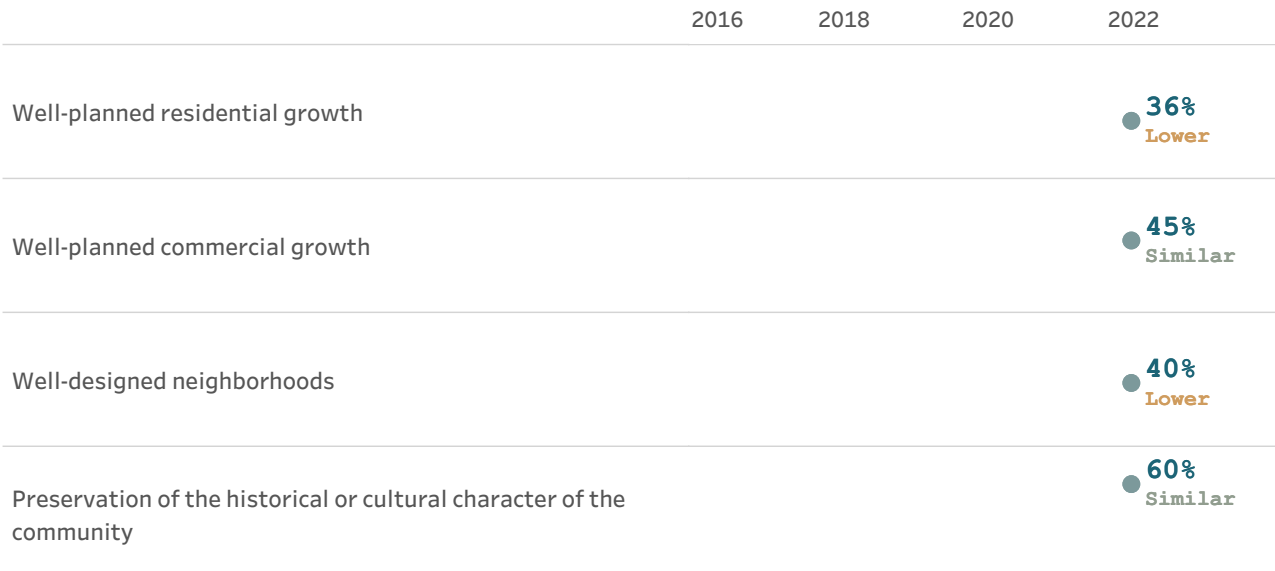 2016 2018 2020 2022
Well-planned residential growth
36%
Lower
Well-planned commercial growth
45%
Similar
Well-designed neighborhoods
40%
Lower
Preservation of the historical or cultural character of the
community
60%
Similar